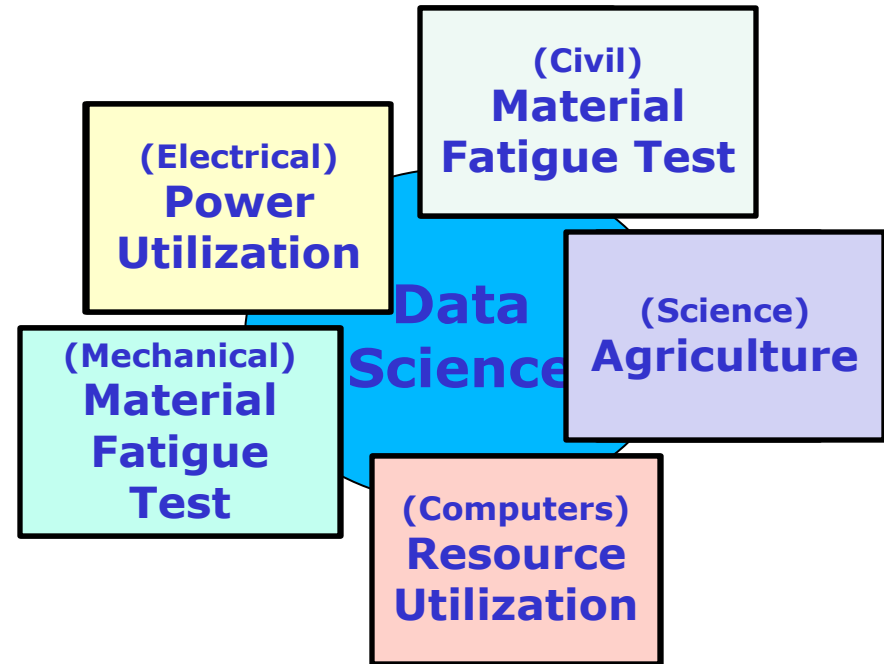 (Civil)
Material
Fatigue Test
(Electrical)
Power
Utilization
Data
Science
(Science)
Agriculture
(Mechanical)
Material
Fatigue
Test
(Computers)
Resource
Utilization